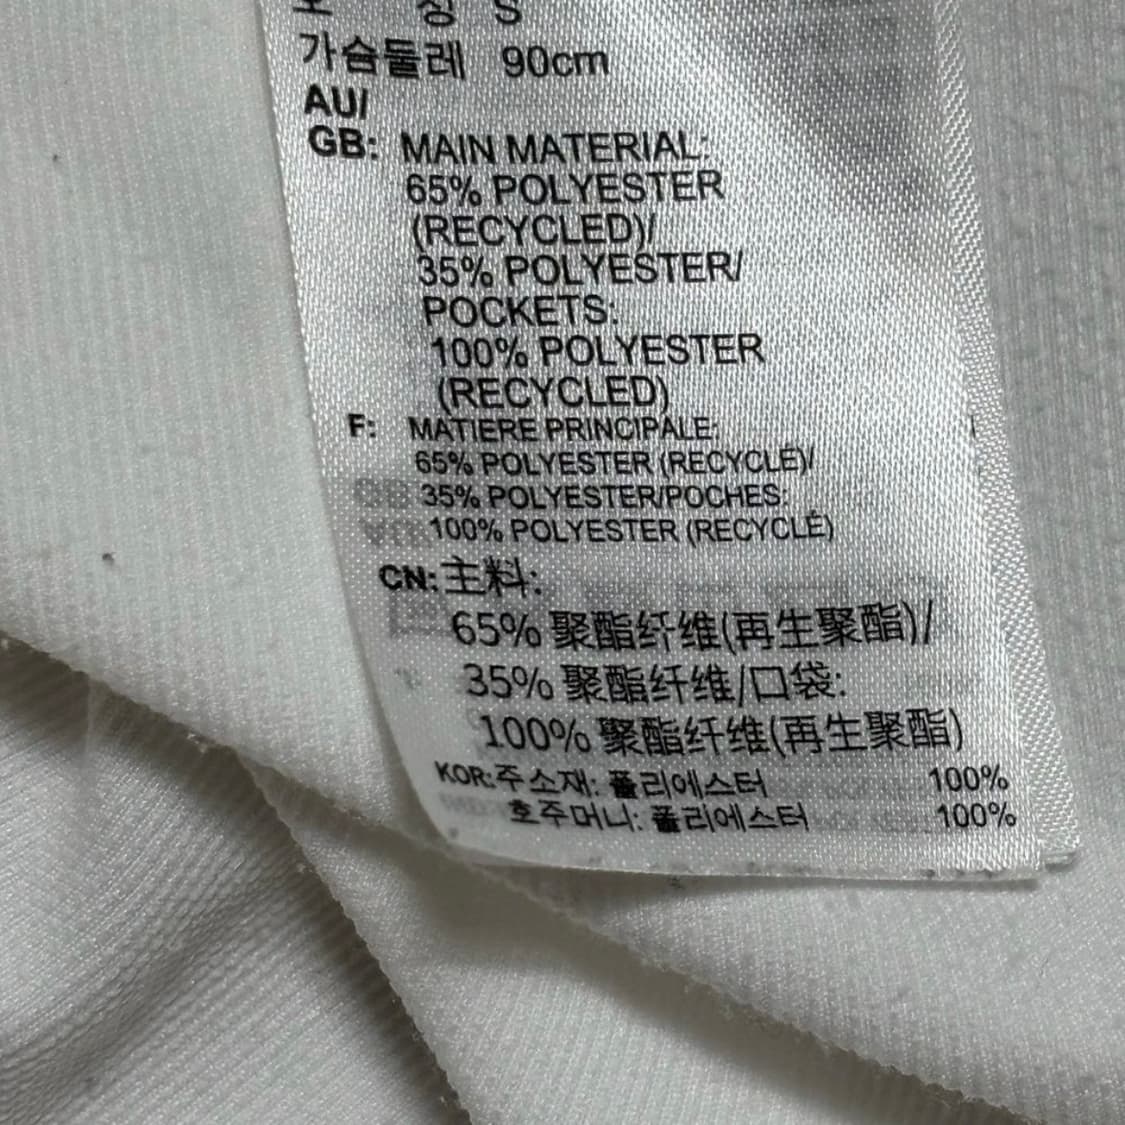 호 칭 S
가슴둘레 90cm
AU/
GB: MAIN MATERIAL:
65% POLYESTER
(RECYCLED)/
35% POLYESTER/
POCKETS:
100% POLYESTER
(RECYCLED)
F: MATIERE PRINCIPALE:
65% POLYESTER (RECYCLÉ)/
35% POLYESTER/POCHES:
100% POLYESTER (RECYCLÉ)
CN: 主料:
65% 聚酯纤维(再生聚酯)/
35% 聚酯纤维/口袋:
100% 聚酯纤维(再生聚酯)
KOR: 주소재: 폴리에스터 100%
호주머니: 폴리에스터 100%